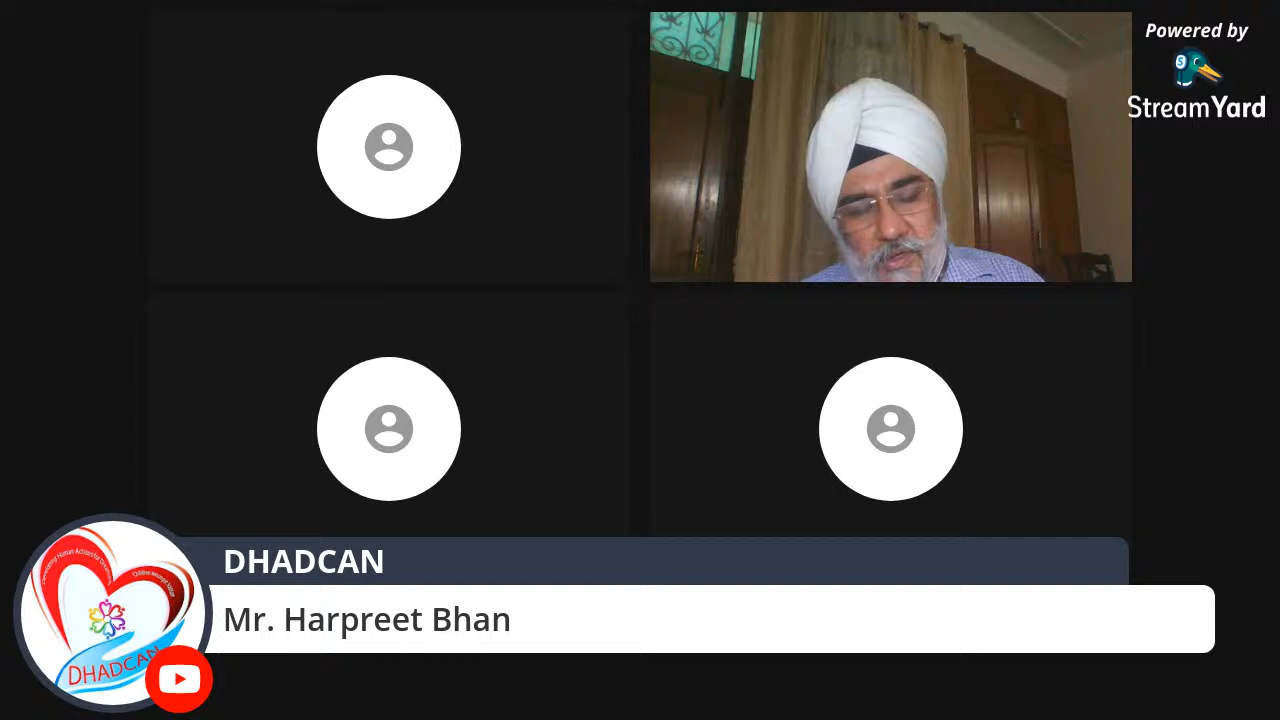 Powered by
StreamYard
DHADCAN
Mr. Harpreet Bhan
DHADCAN